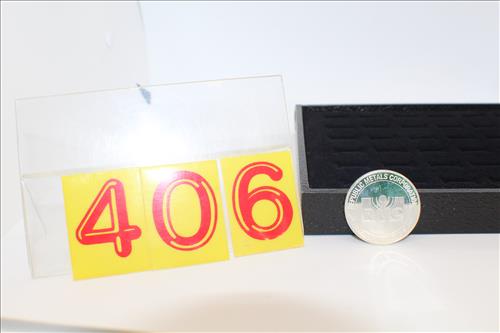 406
REPUBLIC METALS CORPORATION
RMC